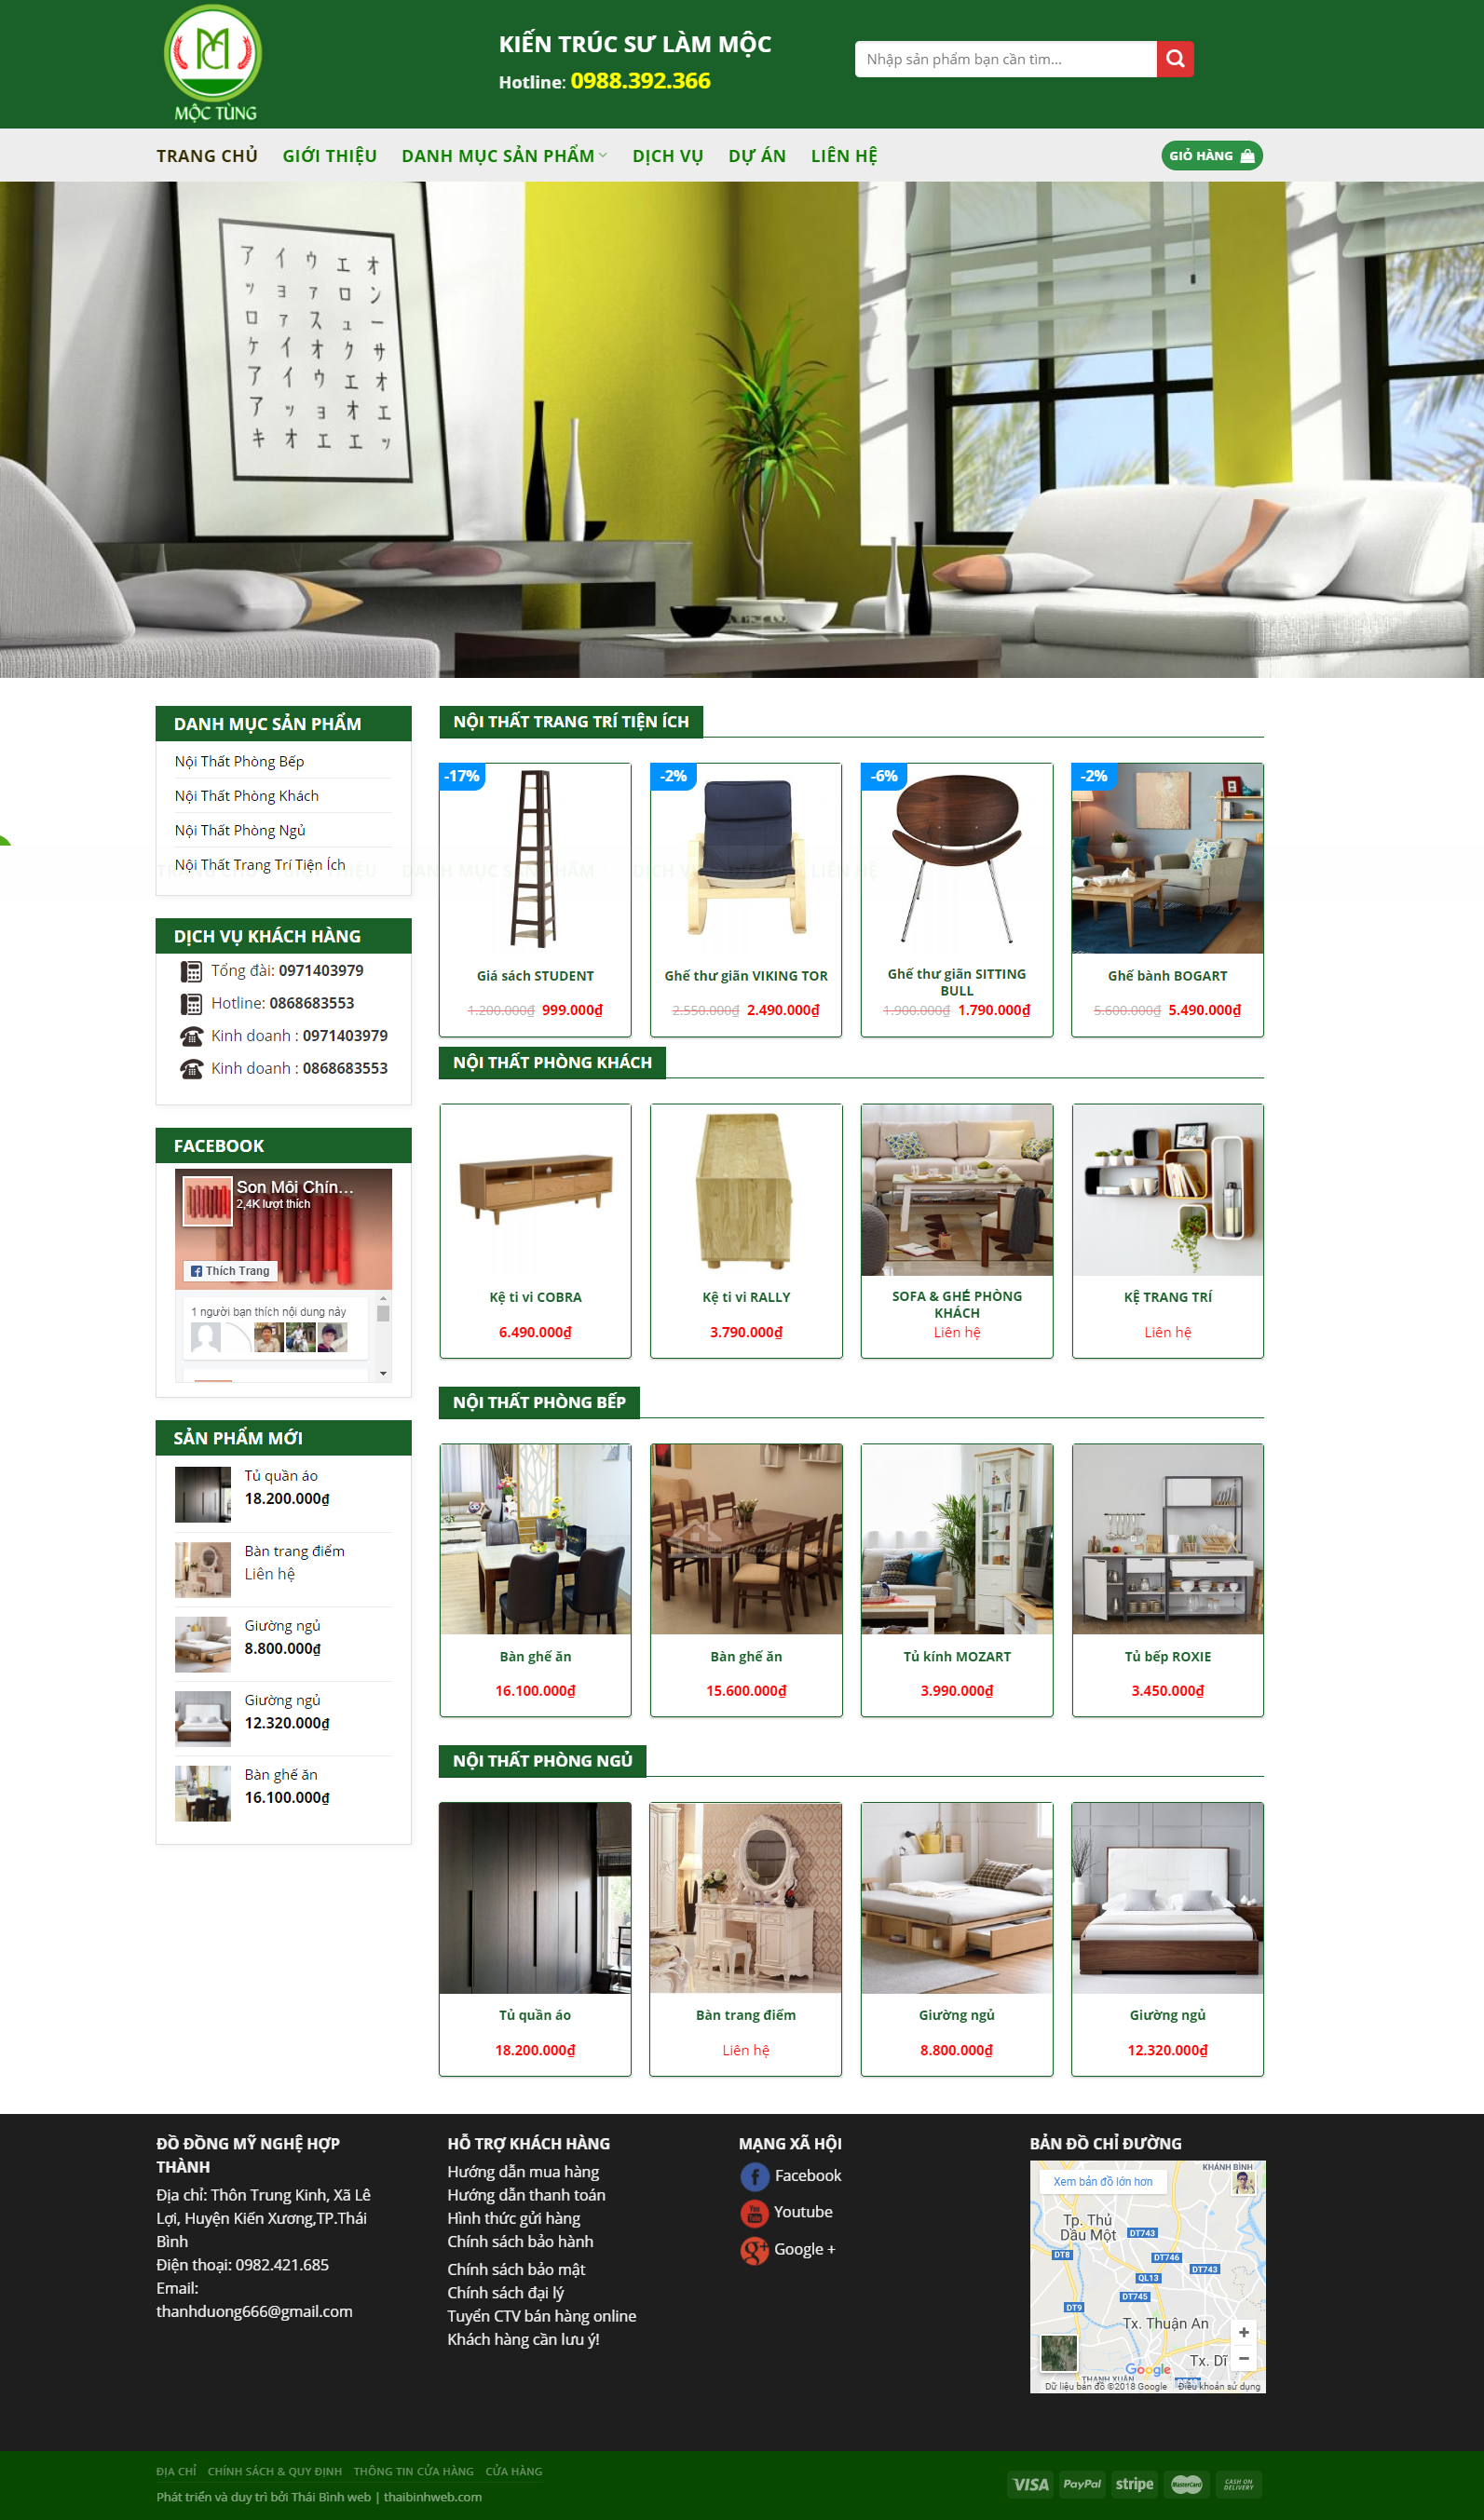 MỘC TÙNG
KIẾN TRÚC SƯ LÀM MỘC
Hotline: 0988.392.366
Nhập sản phẩm bạn cần tìm...
TRANG CHỦ GIỚI THIỆU DANH MỤC SẢN PHẨM DỊCH VỤ DỰ ÁN LIÊN HỆ
GIỎ HÀNG
DANH MỤC SẢN PHẨM
Nội Thất Phòng Bếp
Nội Thất Phòng Khách
Nội Thất Phòng Ngủ
Nội Thất Trang Trí Tiện Ích
DỊCH VỤ KHÁCH HÀNG
Tổng đài: 0971403979
Hotline: 0868683553
Kinh doanh : 0971403979
Kinh doanh : 0868683553
FACEBOOK
Son Môi Chín...
2,4K lượt thích
Thích Trang
1 người bạn thích nội dung này
SẢN PHẨM MỚI
Tủ quần áo
18.200.000₫
Bàn trang điểm
Liên hệ
Giường ngủ
8.800.000₫
Giường ngủ
12.320.000₫
Bàn ghế ăn
16.100.000₫
NỘI THẤT TRANG TRÍ TIỆN ÍCH
-17% -2% -6% -2%
Giá sách STUDENT
1.200.000₫ 999.000₫
Ghế thư giãn VIKING TOR
2.550.000₫ 2.490.000₫
Ghế thư giãn SITTING
BULL
1.900.000₫ 1.790.000₫
Ghế bành BOGART
5.600.000₫ 5.490.000₫
NỘI THẤT PHÒNG KHÁCH
Kệ ti vi COBRA
6.490.000₫
Kệ ti vi RALLY
3.790.000₫
SOFA & GHẾ PHÒNG
KHÁCH
Liên hệ
KỆ TRANG TRÍ
Liên hệ
NỘI THẤT PHÒNG BẾP
Bàn ghế ăn
16.100.000₫
Bàn ghế ăn
15.600.000₫
Tủ kính MOZART
3.990.000₫
Tủ bếp ROXIE
3.450.000₫
NỘI THẤT PHÒNG NGỦ
Tủ quần áo
18.200.000₫
Bàn trang điểm
Liên hệ
Giường ngủ
8.800.000₫
Giường ngủ
12.320.000₫
ĐỒ ĐỒNG MỸ NGHỆ HỢP
THÀNH
Địa chỉ: Thôn Trung Kinh, Xã Lê
Lợi, Huyện Kiến Xương,TP.Thái
Bình
Điện thoại: 0982.421.685
Email:
thanhduong666@gmail.com
HỖ TRỢ KHÁCH HÀNG
Hướng dẫn mua hàng
Hướng dẫn thanh toán
Hình thức gửi hàng
Chính sách bảo hành
Chính sách bảo mật
Chính sách đại lý
Tuyển CTV bán hàng online
Khách hàng cần lưu ý!
MẠNG XÃ HỘI
Facebook
Youtube
Google +
BẢN ĐỒ CHỈ ĐƯỜNG
KHÁNH BÌNH
Xem bản đồ lớn hơn
Tp. Thủ
Dầu Một
ĐT743
ĐT8
ĐT746
ĐT743
QL13
ĐT745
ĐT9
Tx. Thuận An
Tx. Dĩ
THẠNH XUÂN
Google
Dữ liệu bản đồ ©2018 Google Điều khoản sử dụng
ĐỊA CHỈ CHÍNH SÁCH & QUY ĐỊNH THÔNG TIN CỬA HÀNG CỬA HÀNG
Phát triển và duy trì bởi Thái Bình web | thaibinhweb.com
VISA PayPal stripe MasterCard CASH ON DELIVERY